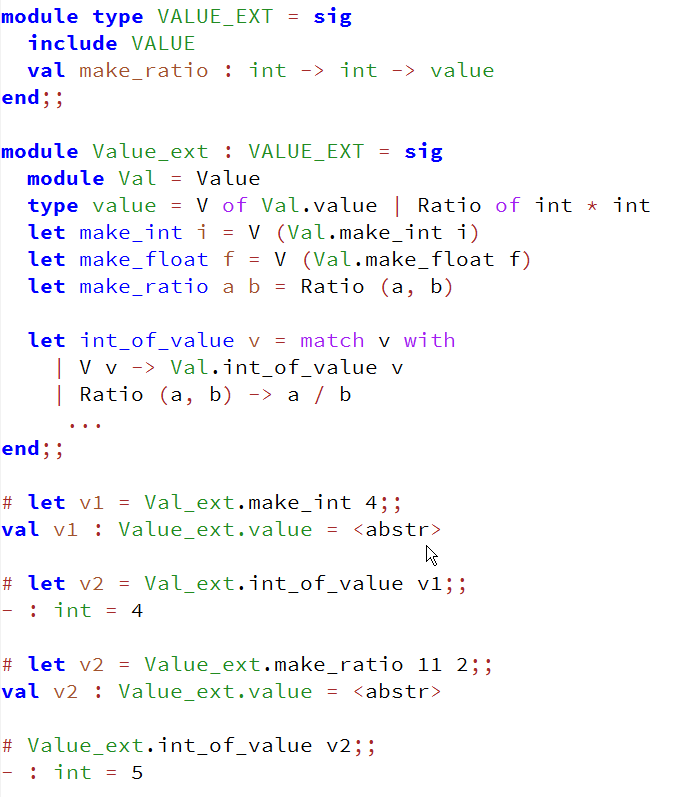 module type VALUE_EXT = sig
  include VALUE
  val make_ratio : int -> int -> value
end;;

module Value_ext : VALUE_EXT = sig
  module Val = Value
  type value = V of Val.value | Ratio of int * int
  let make_int i = V (Val.make_int i)
  let make_float f = V (Val.make_float f)
  let make_ratio a b = Ratio (a, b)

  let int_of_value v = match v with
    | V v -> Val.int_of_value v
    | Ratio (a, b) -> a / b
     ...
end;;

# let v1 = Val_ext.make_int 4;;
val v1 : Value_ext.value = <abstr>

# let v2 = Val_ext.int_of_value v1;;
- : int = 4

# let v2 = Value_ext.make_ratio 11 2;;
val v2 : Value_ext.value = <abstr>

# Value_ext.int_of_value v2;;
- : int = 5